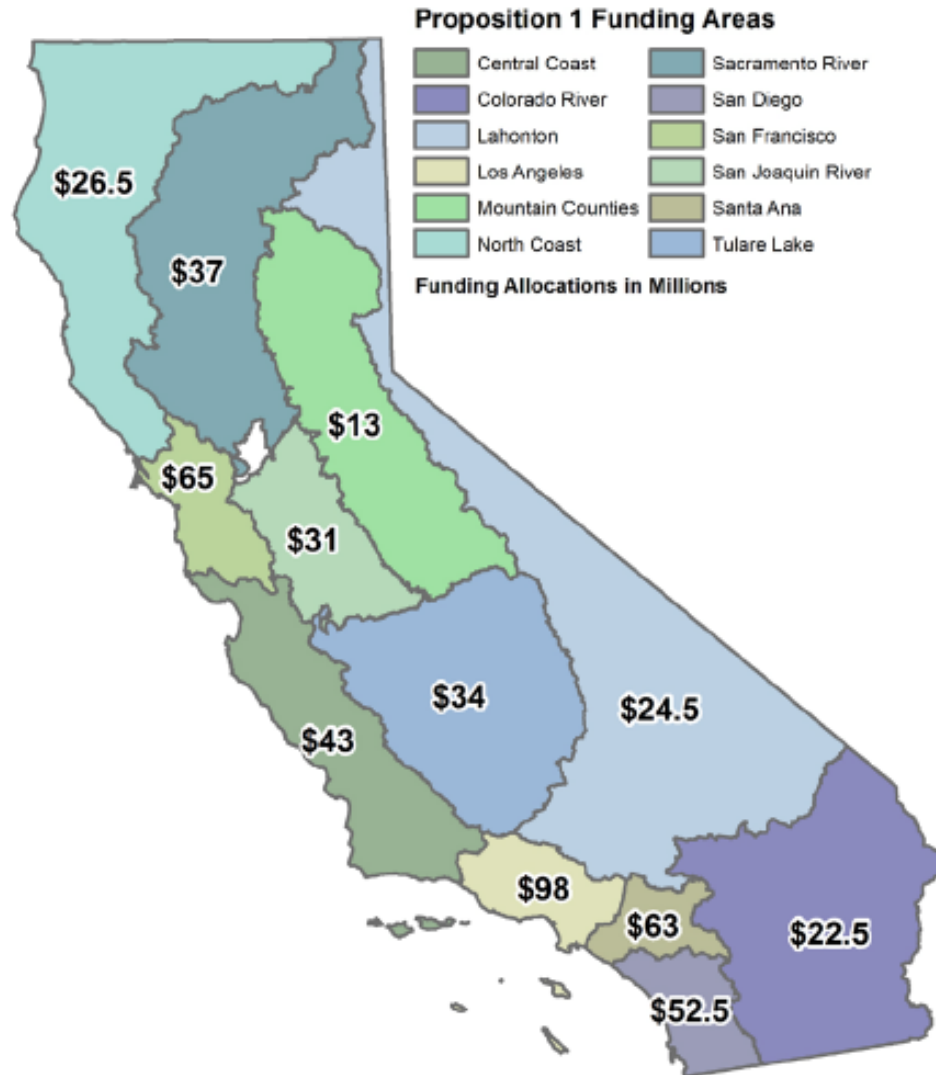 Proposition 1 Funding Areas
Central Coast
Sacramento River
Colorado River
San Diego
Lahonton
San Francisco
Los Angeles
San Joaquin River
Mountain Counties
Santa Ana
North Coast
Tulare Lake
Funding Allocations in Millions
$26.5
$37
$13
$65
$31
$34
$24.5
$43
$98
$63
$22.5
$52.5